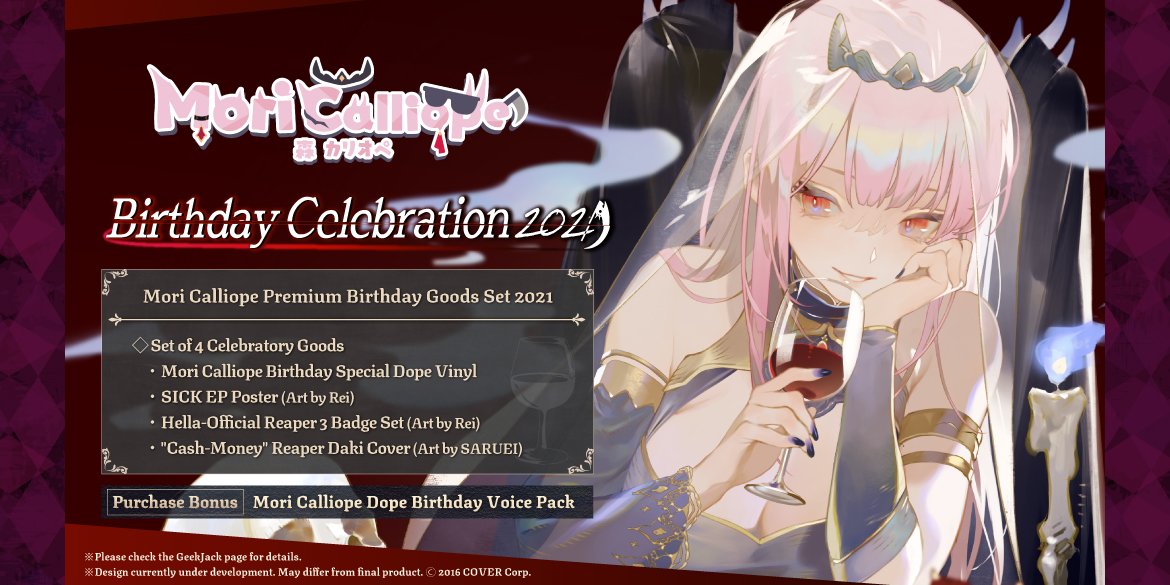 Mori Calliope
森 カリオペ
Birthday Celebration 2021
Mori Calliope Premium Birthday Goods Set 2021
◇Set of 4 Celebratory Goods
・Mori Calliope Birthday Special Dope Vinyl
・SICK EP Poster (Art by Rei)
・Hella-Official Reaper 3 Badge Set (Art by Rei)
・"Cash-Money" Reaper Daki Cover (Art by SARUEI)
Purchase Bonus Mori Calliope Dope Birthday Voice Pack
※Please check the GeekJack page for details.
※Design currently under development. May differ from final product. © 2016 COVER Corp.